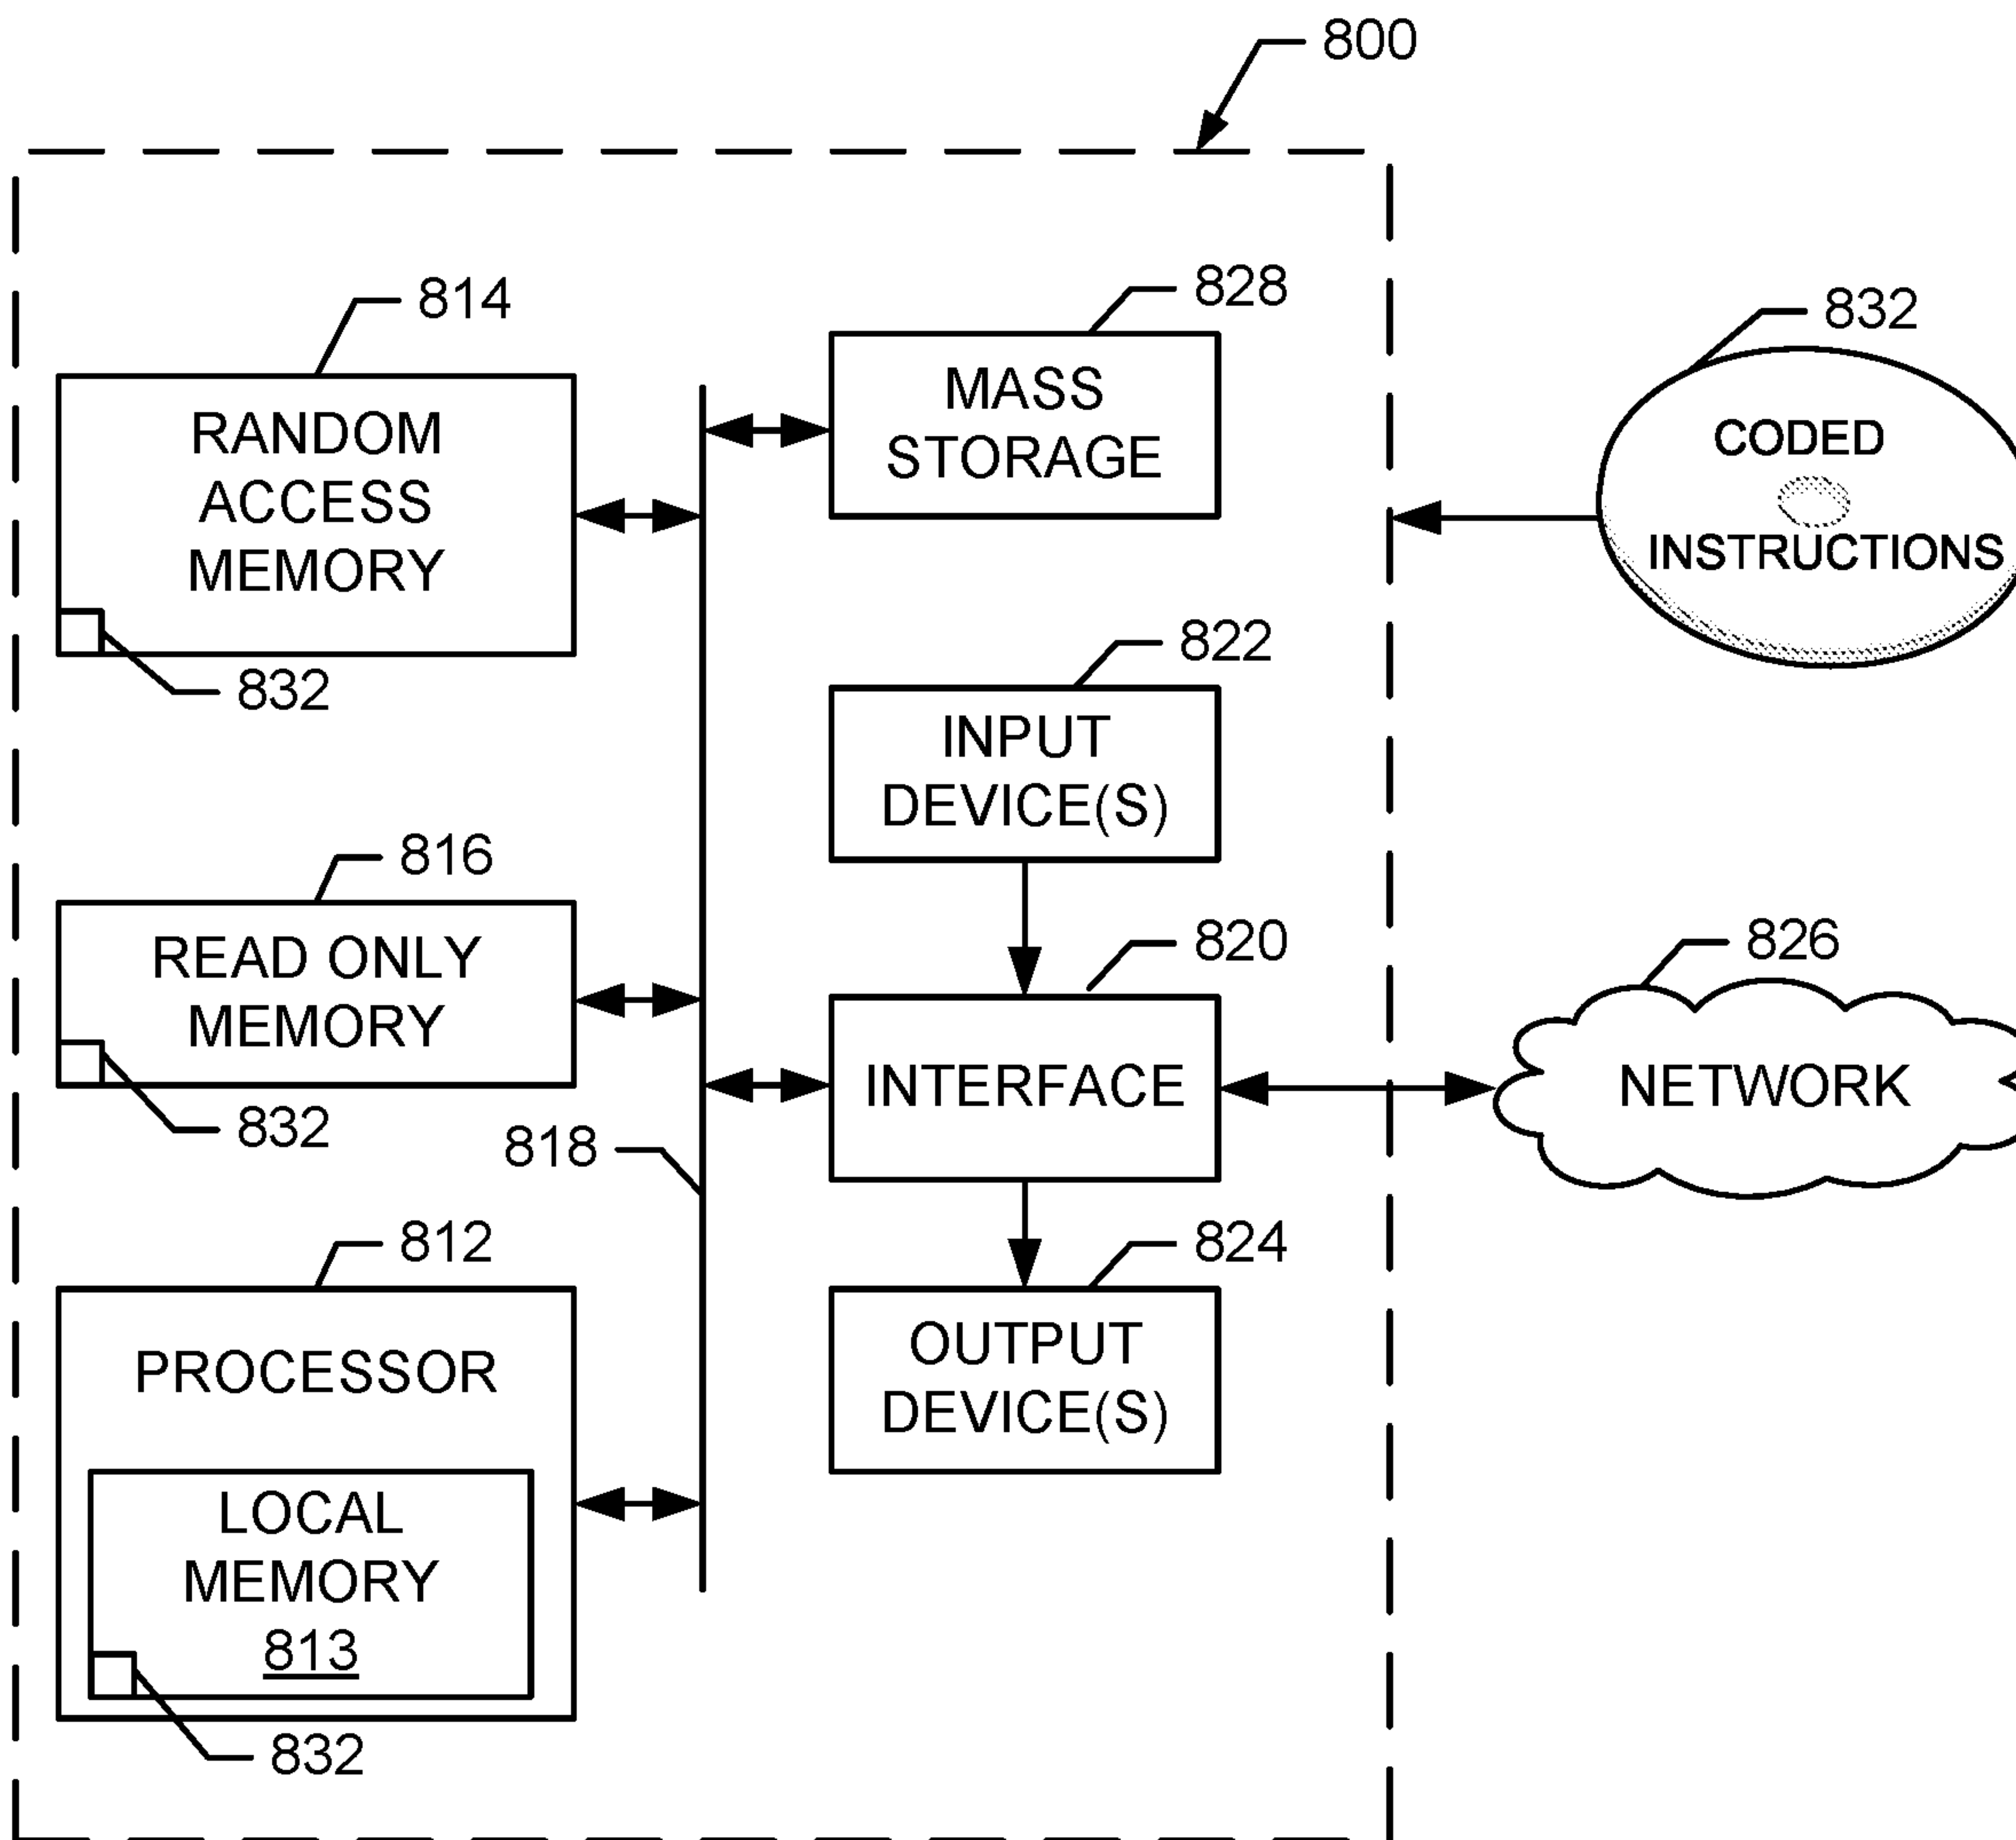 800
814
RANDOM
ACCESS
MEMORY
832
828
MASS
STORAGE
832
CODED
INSTRUCTIONS
822
INPUT
DEVICE(S)
816
READ ONLY
MEMORY
832
820
INTERFACE
826
NETWORK
818
812
PROCESSOR
LOCAL
MEMORY
813
832
824
OUTPUT
DEVICE(S)